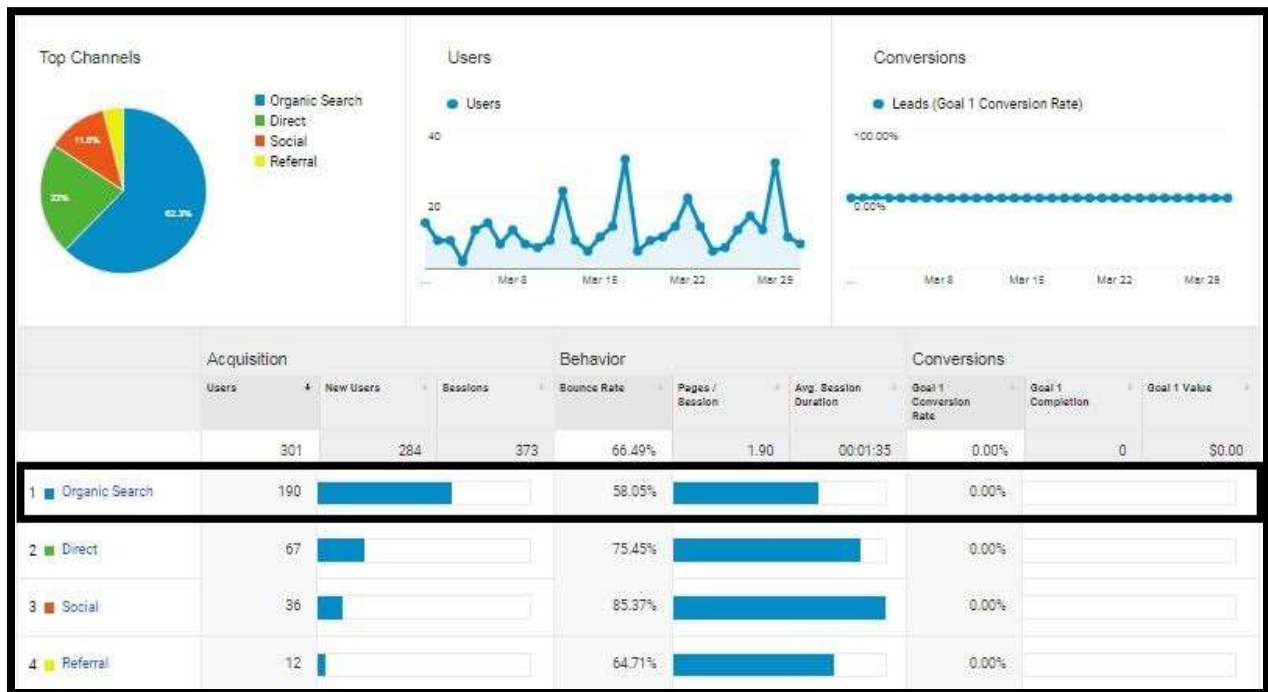 Top Channels
Organic Search
Direct
Social
Referral
11.8%
22%
62.3%
Users
Users
40
20
...
Mar 8
Mar 15
Mar 22
Mar 29
Conversions
Leads (Goal 1 Conversion Rate)
100.00%
0.00%
...
Mar 8
Mar 15
Mar 22
Mar 29
Acquisition Behavior Conversions
Users New Users Sessions Bounce Rate Pages / Session Avg. Session Duration Goal 1 Conversion Rate Goal 1 Completion Goal 1 Value
301 284 373 66.49% 1.90 00:01:35 0.00% 0 $0.00
1 Organic Search 190 58.05% 0.00%
2 Direct 67 75.45% 0.00%
3 Social 36 85.37% 0.00%
4 Referral 12 64.71% 0.00%